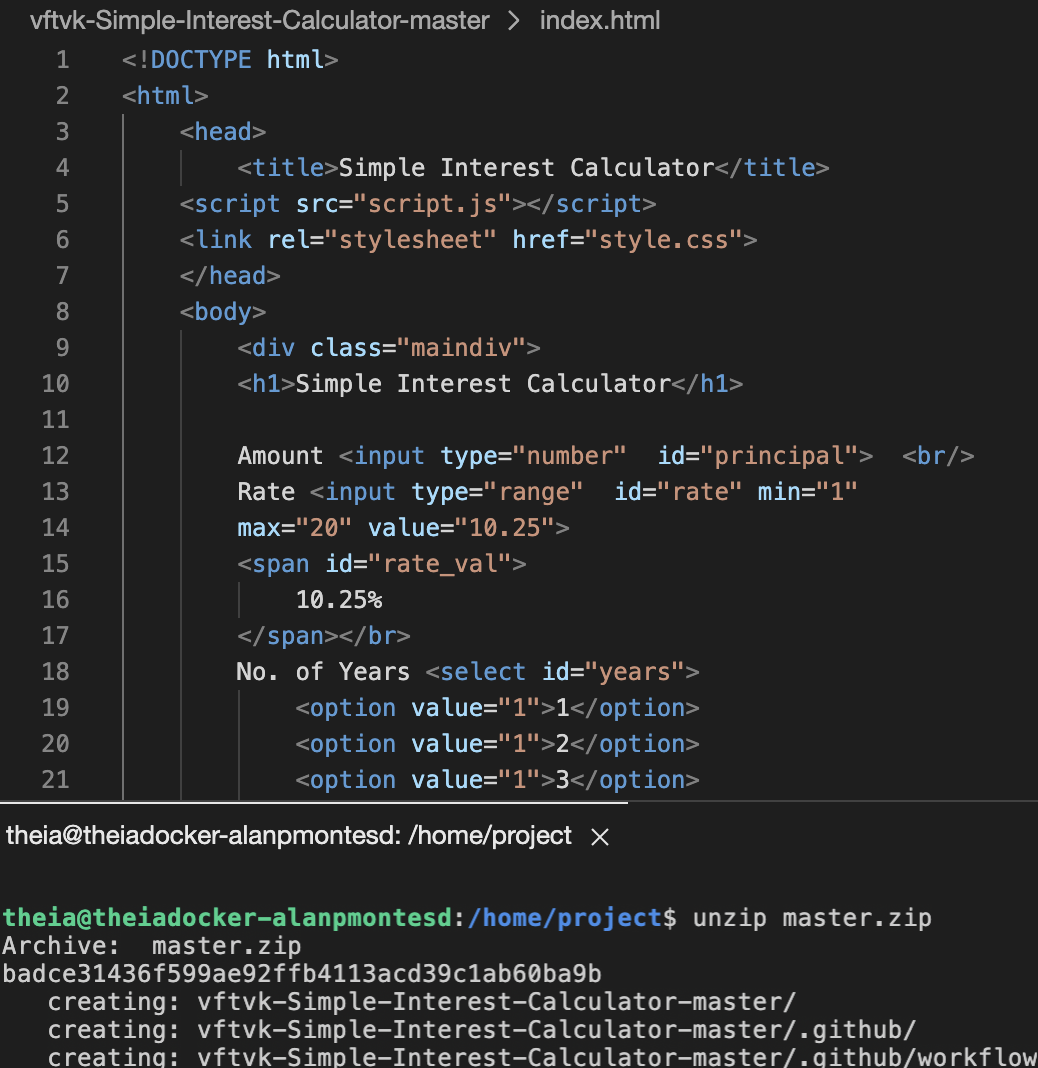 vftvk-Simple-Interest-Calculator-master > index.html
1 <!DOCTYPE html>
2 <html>
3 <head>
4 <title>Simple Interest Calculator</title>
5 <script src="script.js"></script>
6 <link rel="stylesheet" href="style.css">
7 </head>
8 <body>
9 <div class="maindiv">
10 <h1>Simple Interest Calculator</h1>
11
12 Amount <input type="number"  id="principal">  <br/>
13 Rate <input type="range"  id="rate" min="1"
14 max="20" value="10.25">
15 <span id="rate_val">
16 10.25%
17 </span></br>
18 No. of Years <select id="years">
19 <option value="1">1</option>
20 <option value="1">2</option>
21 <option value="1">3</option>
theia@theiadocker-alanpmontesd: /home/project ×
theia@theiadocker-alanpmontesd:/home/project$ unzip master.zip
Archive:  master.zip
badce31436f599ae92ffb4113acd39c1ab60ba9b
creating: vftvk-Simple-Interest-Calculator-master/
creating: vftvk-Simple-Interest-Calculator-master/.github/
creating: vftvk-Simple-Interest-Calculator-master/.github/workflow